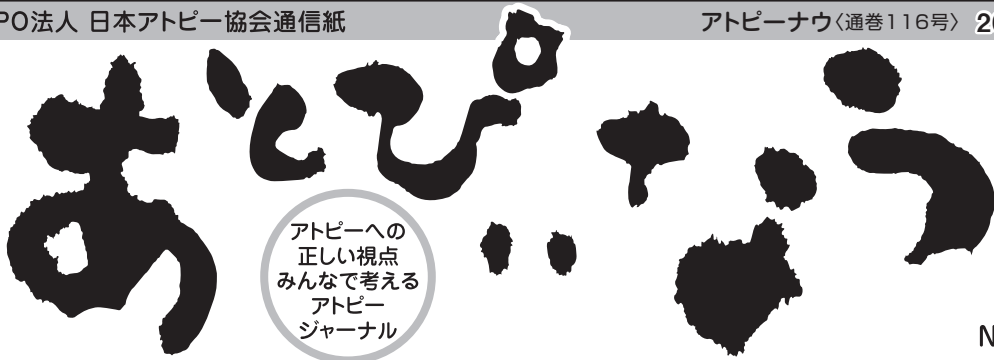 PO法人 日本アトピー協会通信紙
アトピーナウ〈通巻116号〉 2
あとぴいなう
アトピーへの
正しい視点
みんなで考える
アトピー
ジャーナル
N